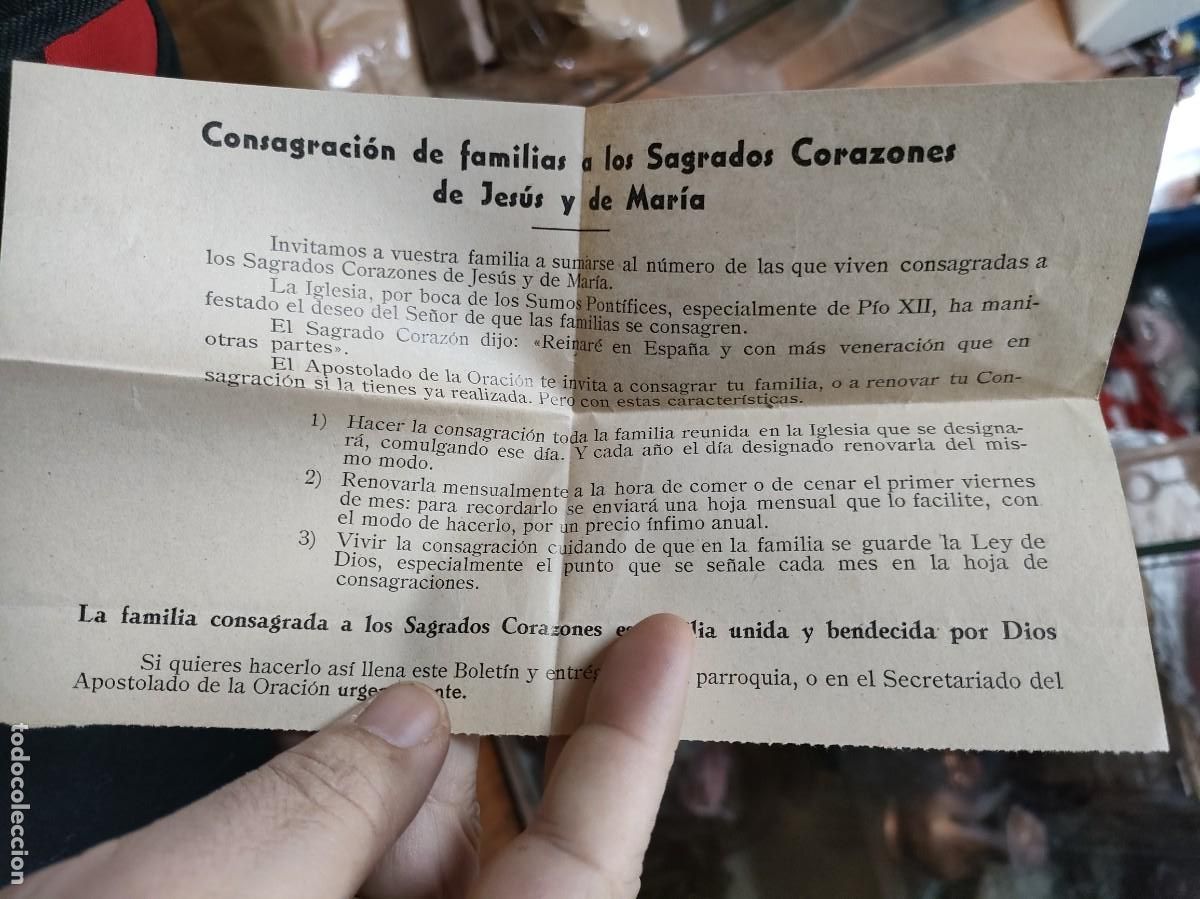 Consagración de familias a los Sagrados Corazones
de Jesús y de María
Invitamos a vuestra familia a sumarse al número de las que viven consagradas a
los Sagrados Corazones de Jesús y de María.
La Iglesia, por boca de los Sumos Pontífices, especialmente de Pío XII, ha mani-
festado el deseo del Señor de que las familias se consagren.
El Sagrado Corazón dijo: «Reinaré en España y con más veneración que en
otras partes».
El Apostolado de la Oración te invita a consagrar tu familia, o a renovar tu Con-
sagración si la tienes ya realizada. Pero con estas características.
1) Hacer la consagración toda la familia reunida en la Iglesia que se designa-
rá, comulgando ese día. Y cada año el día designado renovarla del mis-
mo modo.
2) Renovarla mensualmente a la hora de comer o de cenar el primer viernes
de mes: para recordarlo se enviará una hoja mensual que lo facilite, con
el modo de hacerlo, por un precio ínfimo anual.
3) Vivir la consagración cuidando de que en la familia se guarde la Ley de
Dios, especialmente el punto que se señale cada mes en la hoja de
consagraciones.
La familia consagrada a los Sagrados Corazones unida y bendecida por Dios
Si quieres hacerlo así llena este Boletín y parroquia, o en el Secretariado del
Apostolado de la Oración
todocoleccion